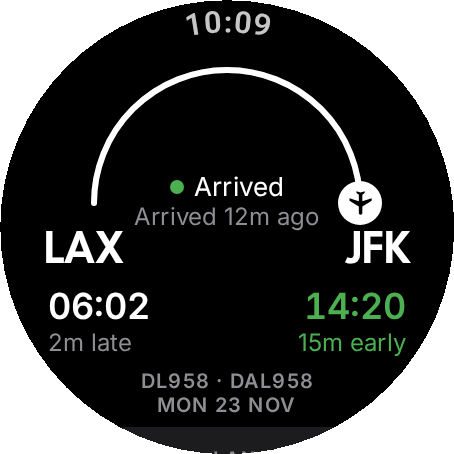 10:09
Arrived
Arrived 12m ago
LAX JFK
06:02 14:20
2m late 15m early
DL958 · DAL958
MON 23 NOV